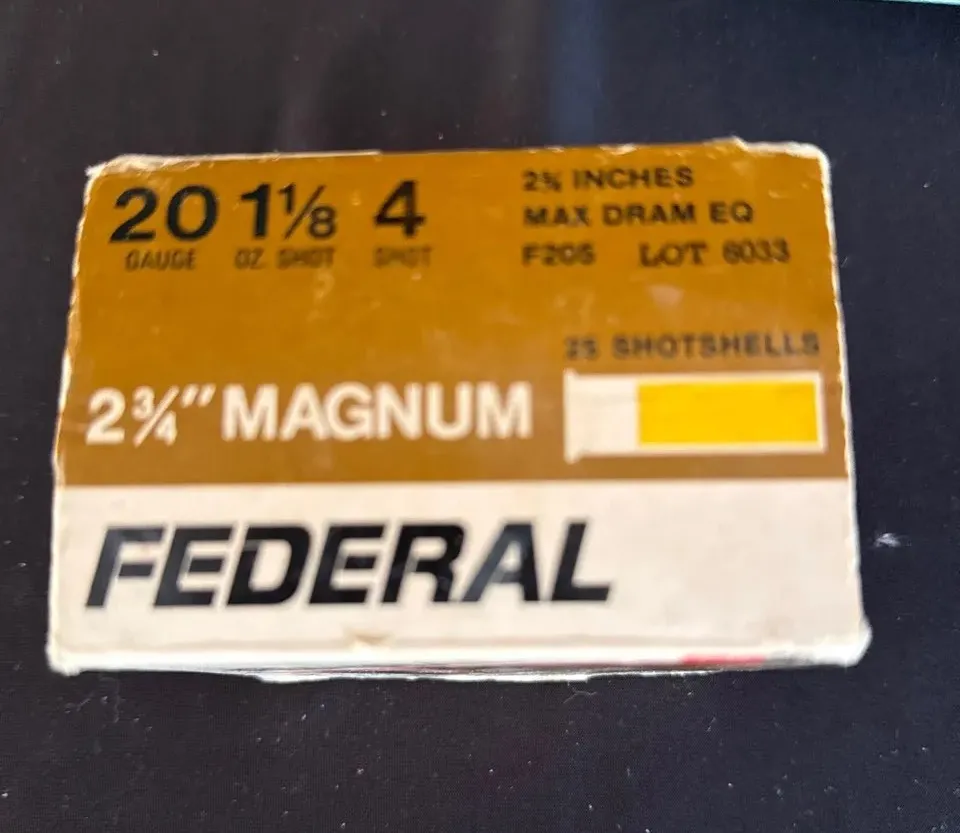 20 1⅛ 4
GAUGE OZ. SHOT SHOT
2¾ INCHES
MAX DRAM EQ
F205 LOT 6033
25 SHOTSHELLS
2¾" MAGNUM
FEDERAL